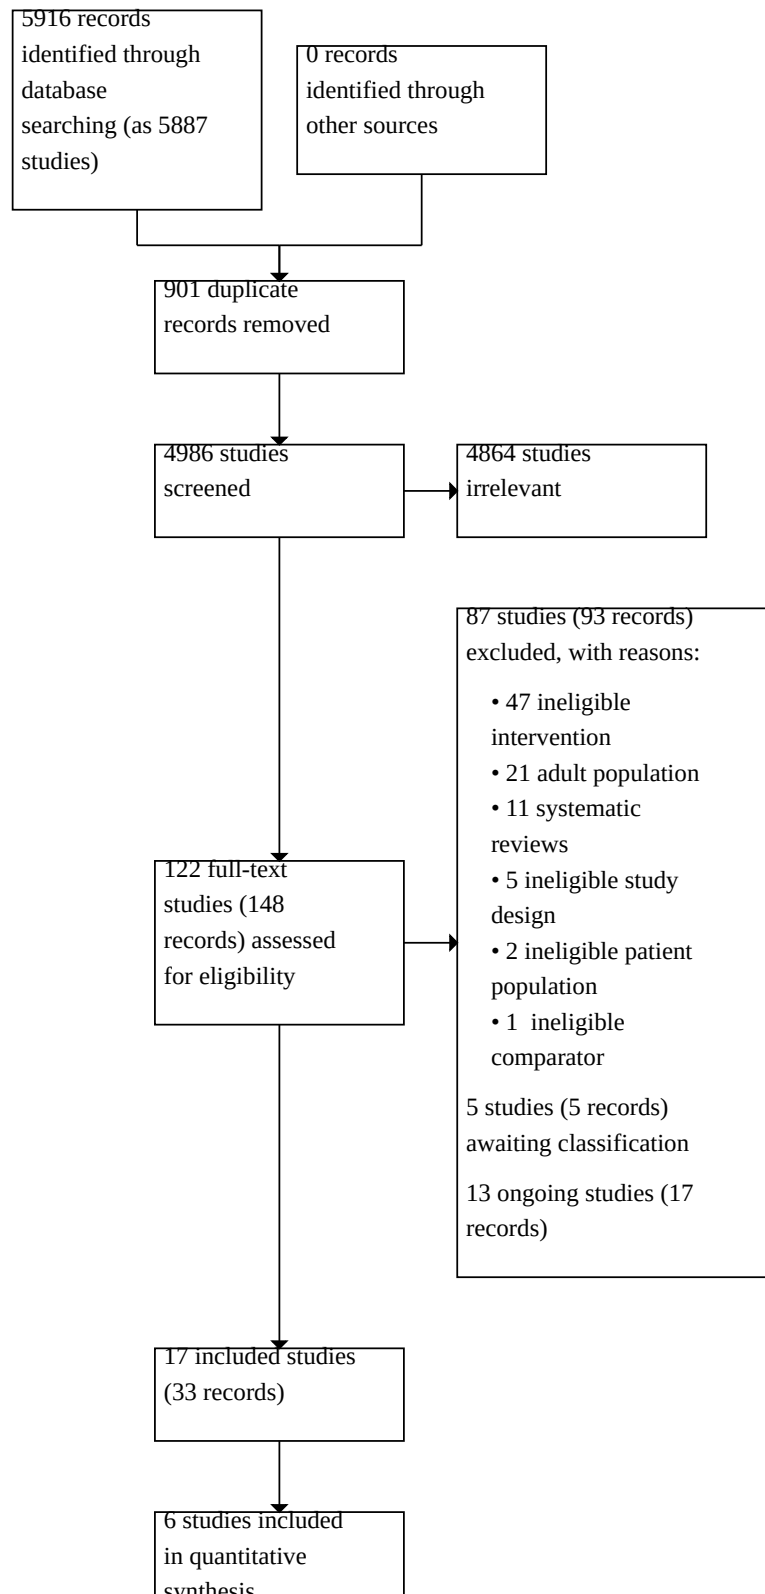 5916 records
identified through
database
searching (as 5887
studies)
0 records
identified through
other sources
901 duplicate
records removed
4986 studies
screened
4864 studies
irrelevant
87 studies (93 records)
excluded, with reasons:
• 47 ineligible
intervention
• 21 adult population
• 11 systematic
reviews
• 5 ineligible study
design
• 2 ineligible patient
population
• 1  ineligible
comparator
5 studies (5 records)
awaiting classification
13 ongoing studies (17
records)
122 full-text
studies (148
records) assessed
for eligibility
17 included studies
(33 records)
6 studies included
in quantitative
synthesis